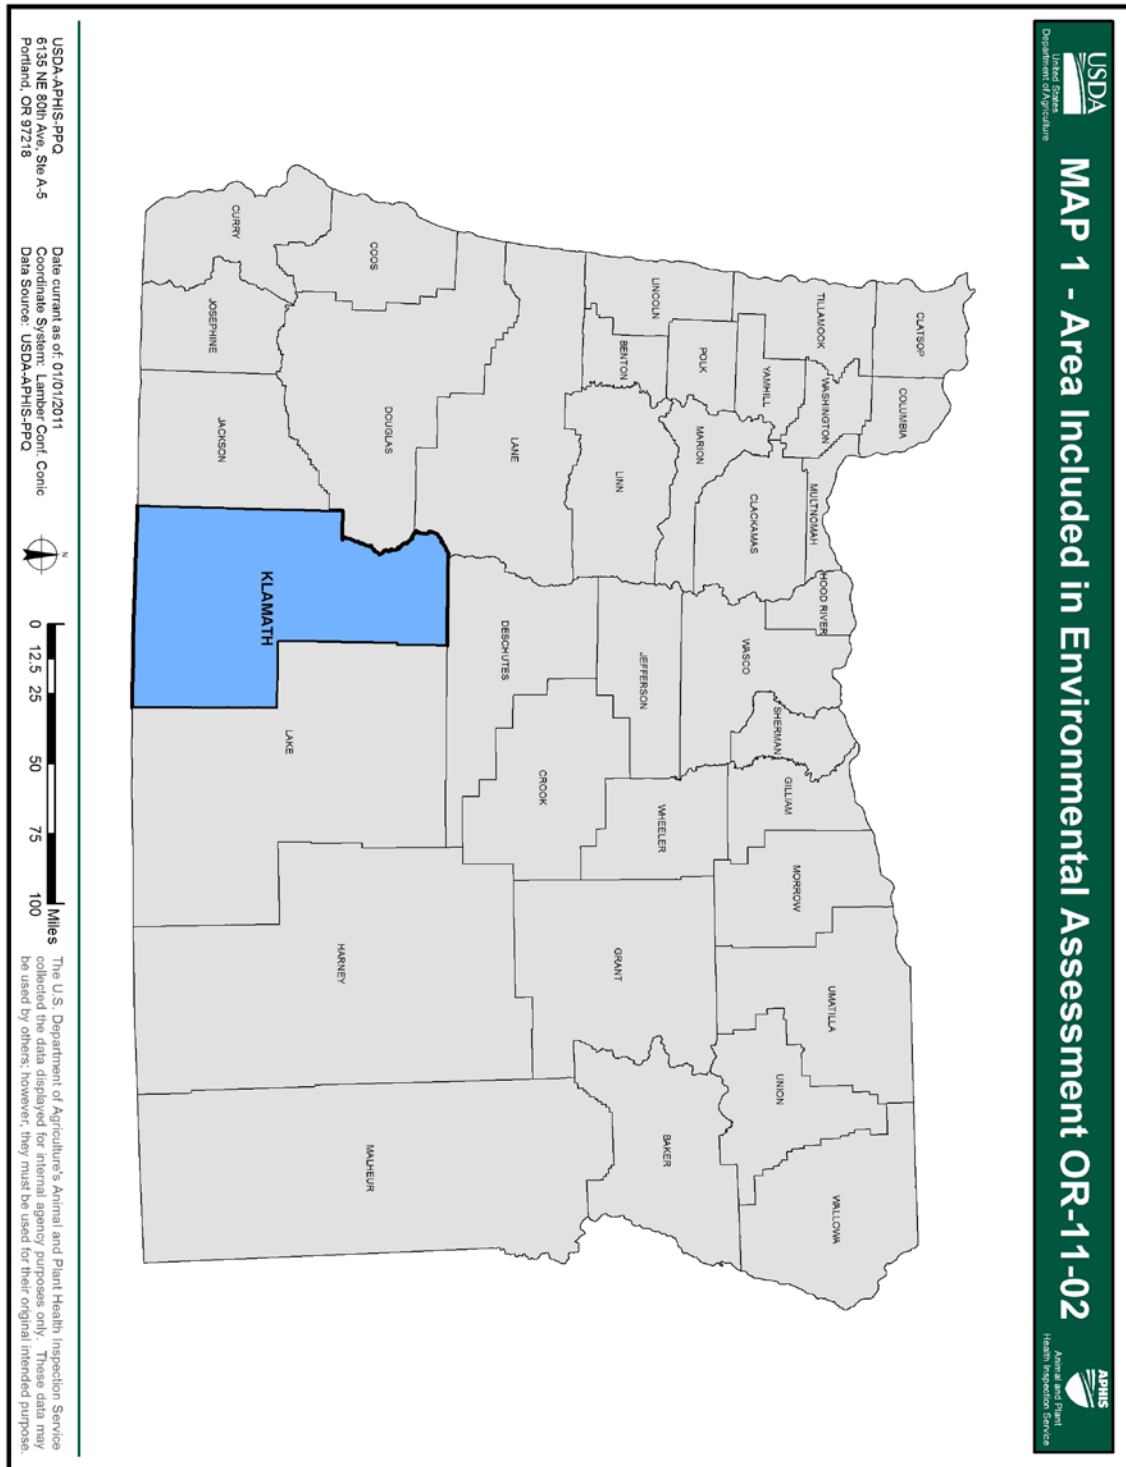 USDA
United States
Department of Agriculture
MAP 1 - Area Included in Environmental Assessment OR-11-02
APHIS
Animal and Plant
Health Inspection Service
CLATSOP
COLUMBIA
TILLAMOOK
WASHINGTON
MULTNOMAH
HOOD RIVER
YAMHILL
CLACKAMAS
WASCO
SHERMAN
GILLIAM
MORROW
UMATILLA
UNION
WALLOWA
POLK
MARION
LINCOLN
BENTON
LINN
JEFFERSON
WHEELER
GRANT
BAKER
LANE
DESCHUTES
CROOK
COOS
DOUGLAS
CURRY
JOSEPHINE
JACKSON
KLAMATH
LAKE
HARNEY
MALHEUR
USDA-APHIS-PPQ
6135 NE 80th Ave, Ste A-5
Portland, OR 97218
Date currant as of: 01/01/2011
Coordinate System: Lamber Conf. Conic
Data Source: USDA-APHIS-PPQ
N
0 12.5 25 50 75 100
Miles
The U.S. Department of Agriculture's Animal and Plant Health Inspection Service
collected the data displayed for internal agency purposes only. These data may
be used by others; however, they must be used for their original intended purpose.